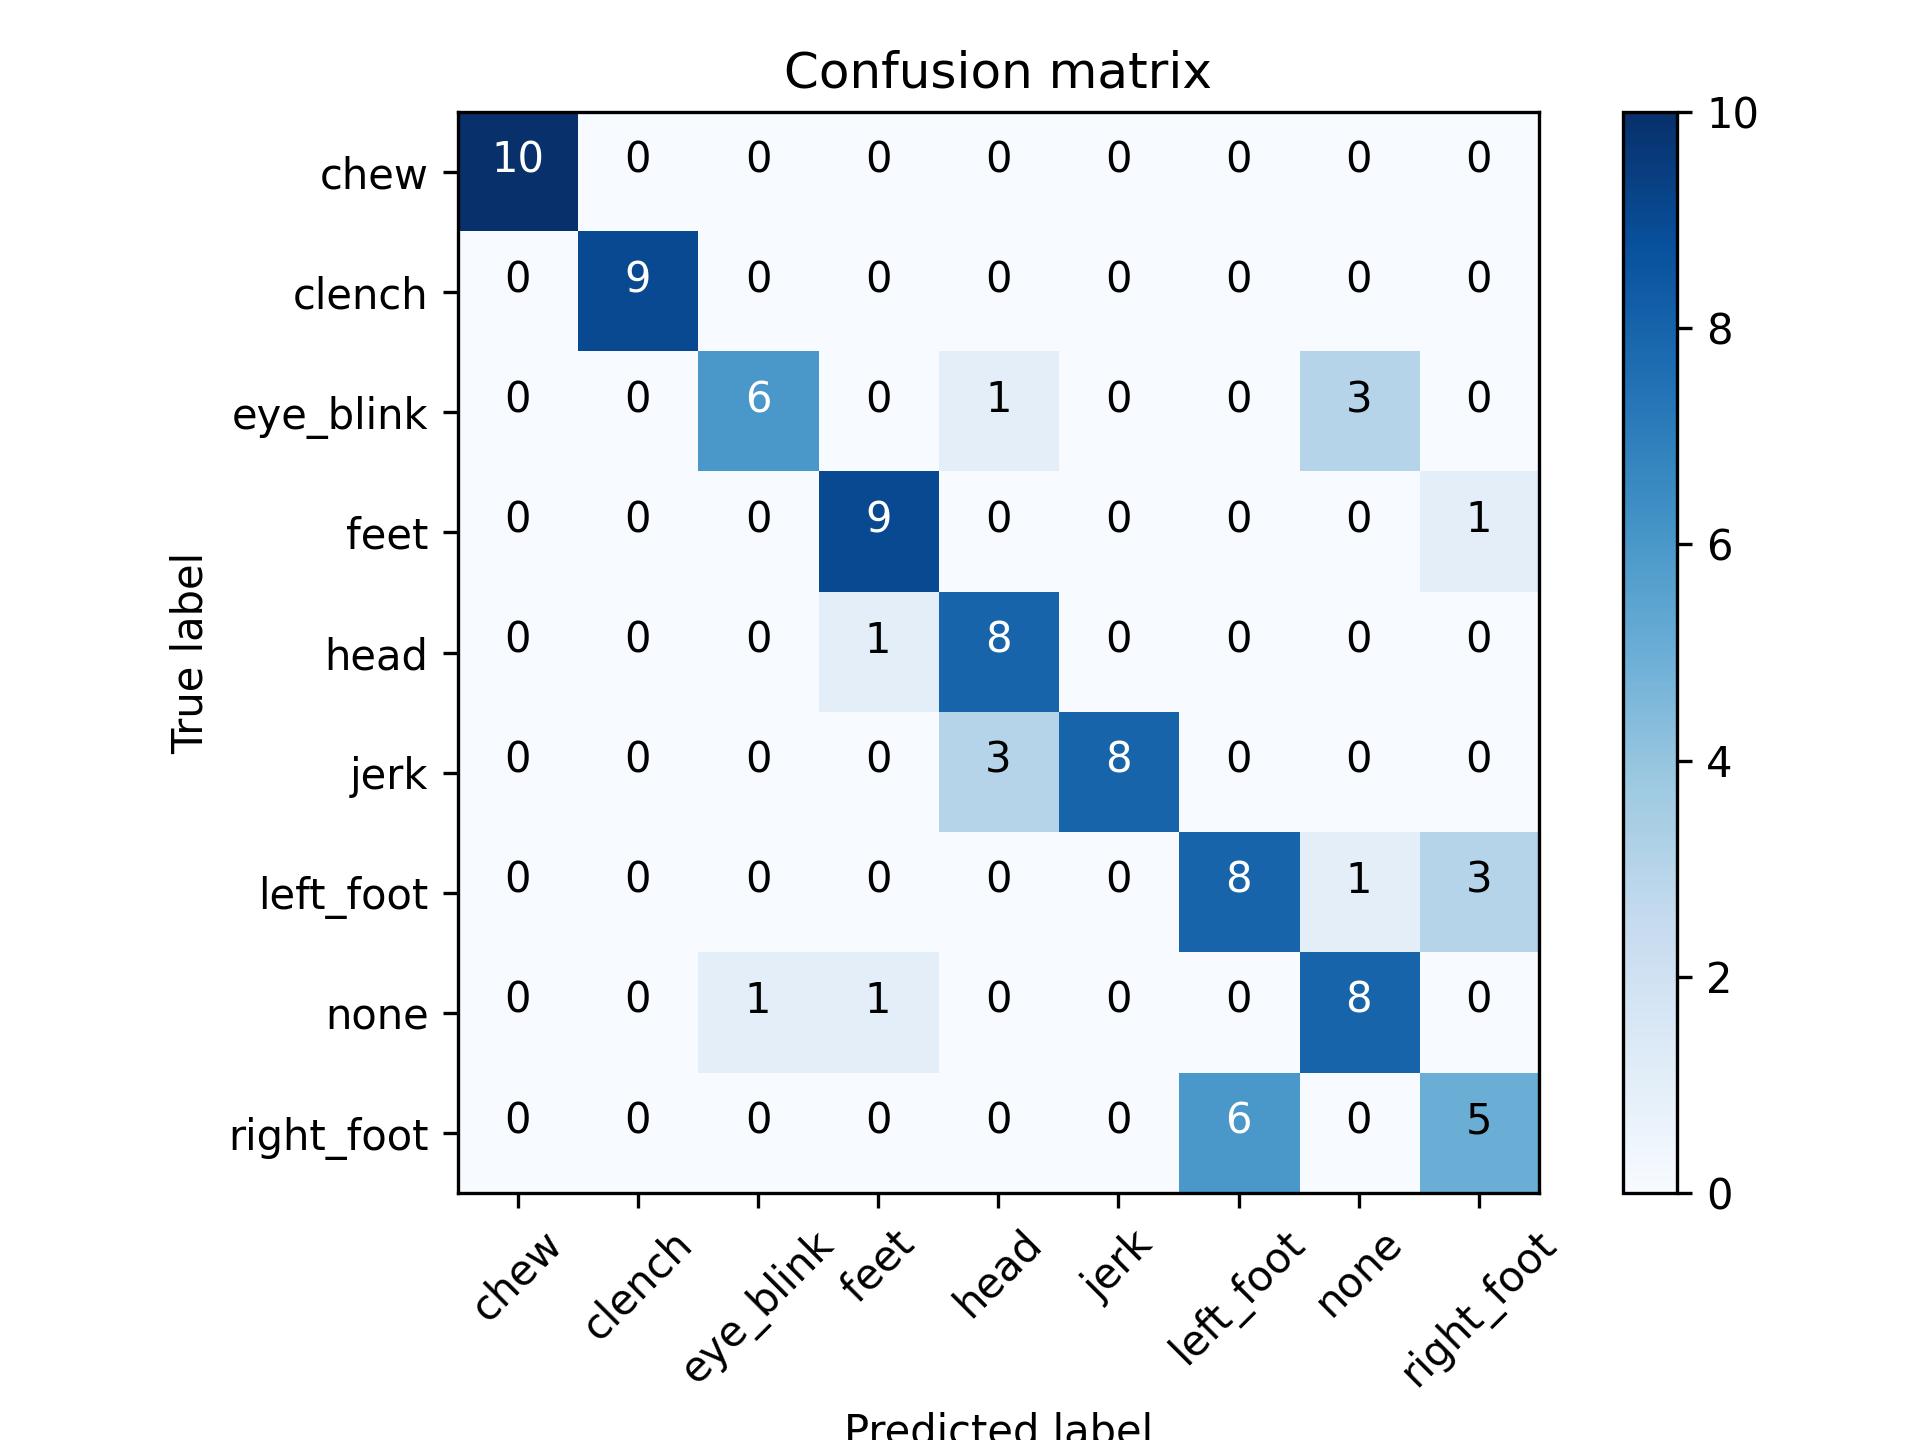 Confusion matrix
chew 10 0 0 0 0 0 0 0 0
clench 0 9 0 0 0 0 0 0 0
eye_blink 0 0 6 0 1 0 0 3 0
feet 0 0 0 9 0 0 0 0 1
head 0 0 0 1 8 0 0 0 0
jerk 0 0 0 0 3 8 0 0 0
left_foot 0 0 0 0 0 0 8 1 3
none 0 0 1 1 0 0 0 8 0
right_foot 0 0 0 0 0 0 6 0 5
chew clench eye_blink feet head jerk left_foot none right_foot
True label
Predicted label
10
8
6
4
2
0